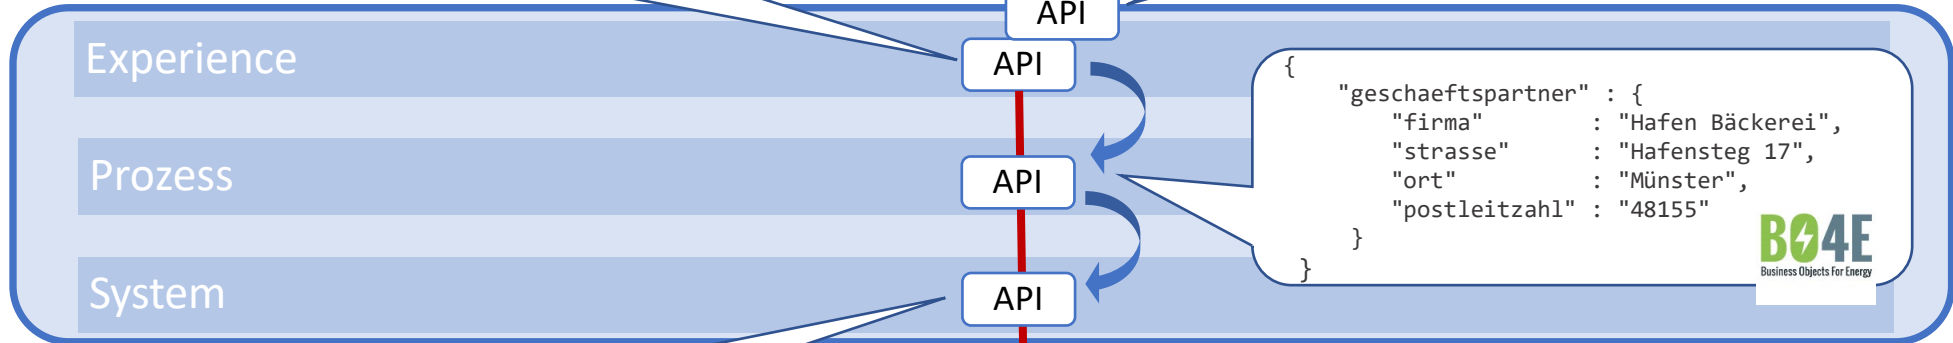 API
Experience
API
Prozess
API
System
API
{
    "geschaeftspartner" : {
        "firma"        : "Hafen Bäckerei",
        "strasse"      : "Hafensteg 17",
        "ort"          : "Münster",
        "postleitzahl" : "48155"
    }
}
BO4E
Business Objects For Energy